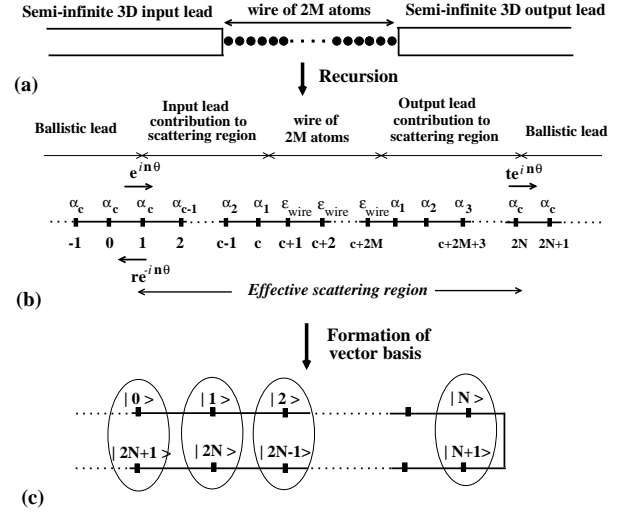 Semi-infinite 3D input lead
wire of 2M atoms
Semi-infinite 3D output lead
(a)
Recursion
Ballistic lead
Input lead contribution to scattering region
wire of 2M atoms
Output lead contribution to scattering region
Ballistic lead
e^{inθ}
te^{inθ}
α_c α_c α_c α_{c-1} α_2 α_1 ε_wire ε_wire ε_wire α_1 α_2 α_3 α_c α_c
-1 0 1 2 c-1 c c+1 c+2 c+2M c+2M+3 2N 2N+1
re^{-inθ}
(b)
Effective scattering region
Formation of
vector basis
| 0 > | 1 > | 2 > | N >
| 2N+1 > | 2N > | 2N-1 > | N+1 >
(c)